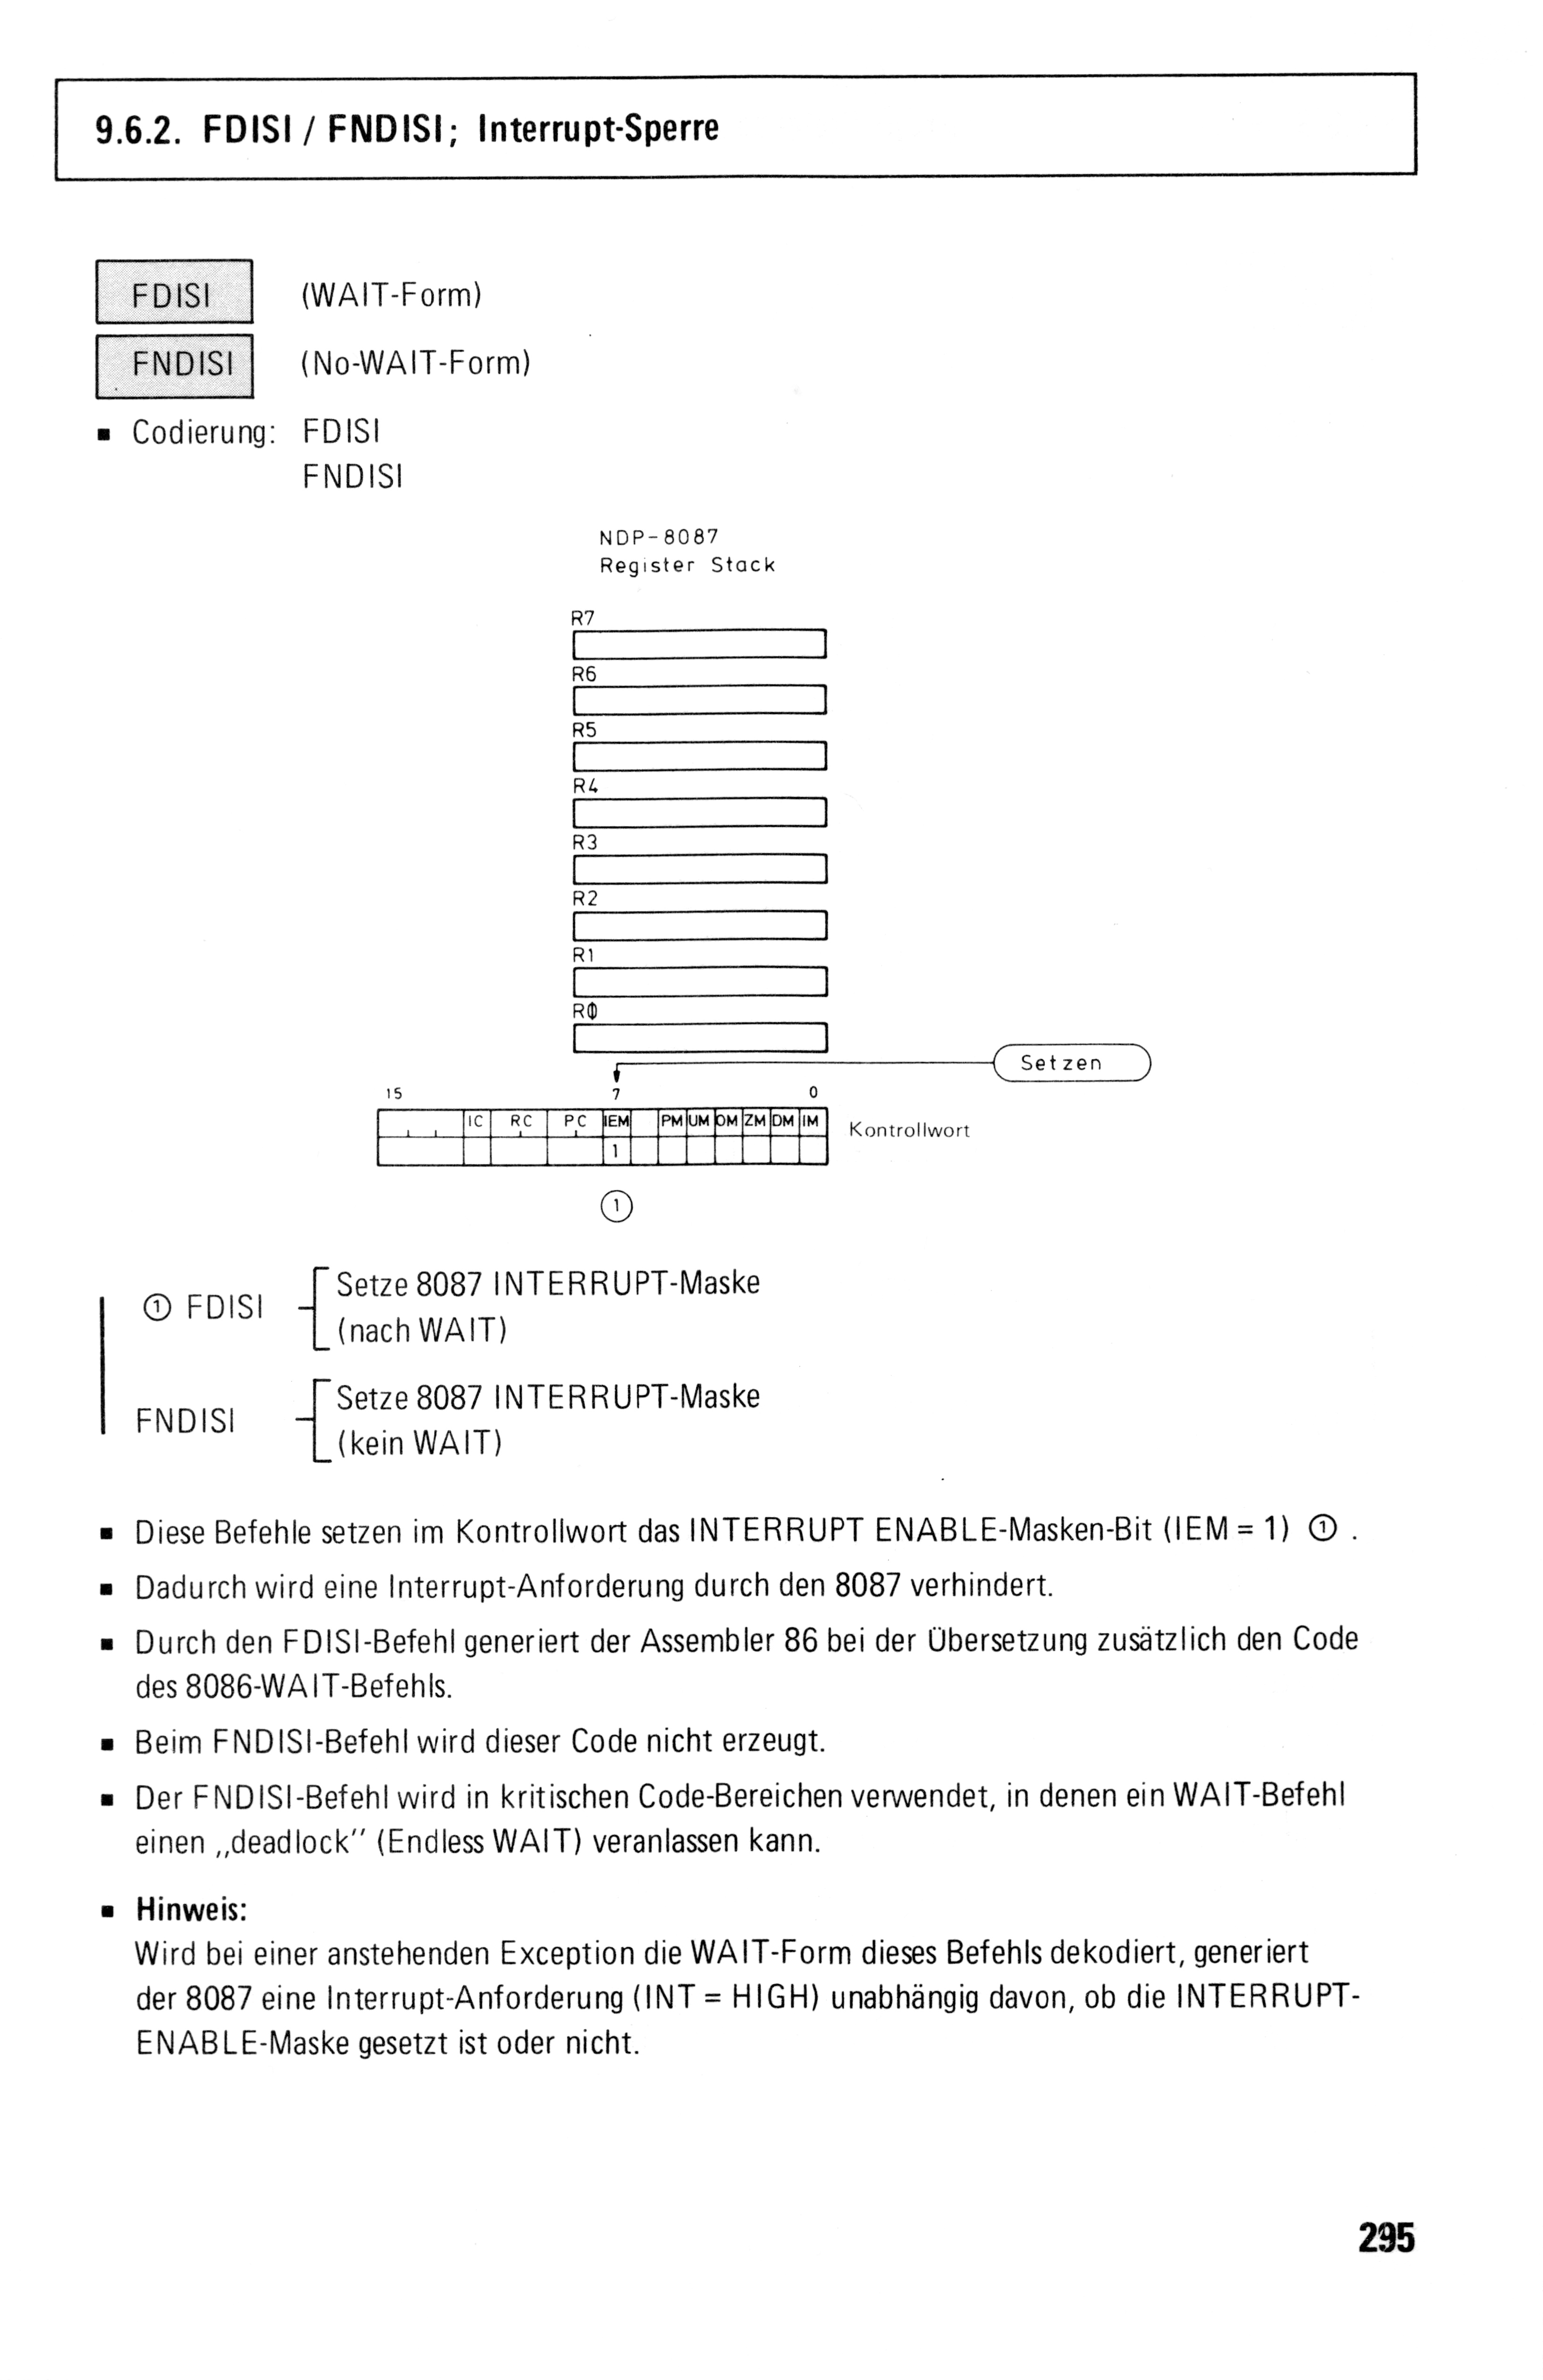 9.6.2. FDISI / FNDISI; Interrupt-Sperre
FDISI (WAIT-Form)
FNDISI (No-WAIT-Form)
▪ Codierung: FDISI
FNDISI
NDP-8087
Register Stack
R7
R6
R5
R4
R3
R2
R1
R0
Setzen
15 7 0
IC RC PC IEM PM UM OM ZM DM IM
Kontrollwort
1
①
① FDISI
Setze 8087 INTERRUPT-Maske
(nach WAIT)
FNDISI
Setze 8087 INTERRUPT-Maske
(kein WAIT)
▪ Diese Befehle setzen im Kontrollwort das INTERRUPT ENABLE-Masken-Bit (IEM = 1) ① .
▪ Dadurch wird eine Interrupt-Anforderung durch den 8087 verhindert.
▪ Durch den FDISI-Befehl generiert der Assembler 86 bei der Übersetzung zusätzlich den Code
des 8086-WAIT-Befehls.
▪ Beim FNDISI-Befehl wird dieser Code nicht erzeugt.
▪ Der FNDISI-Befehl wird in kritischen Code-Bereichen verwendet, in denen ein WAIT-Befehl
einen „deadlock” (Endless WAIT) veranlassen kann.
▪ Hinweis:
Wird bei einer anstehenden Exception die WAIT-Form dieses Befehls dekodiert, generiert
der 8087 eine Interrupt-Anforderung (INT = HIGH) unabhängig davon, ob die INTERRUPT-
ENABLE-Maske gesetzt ist oder nicht.
295